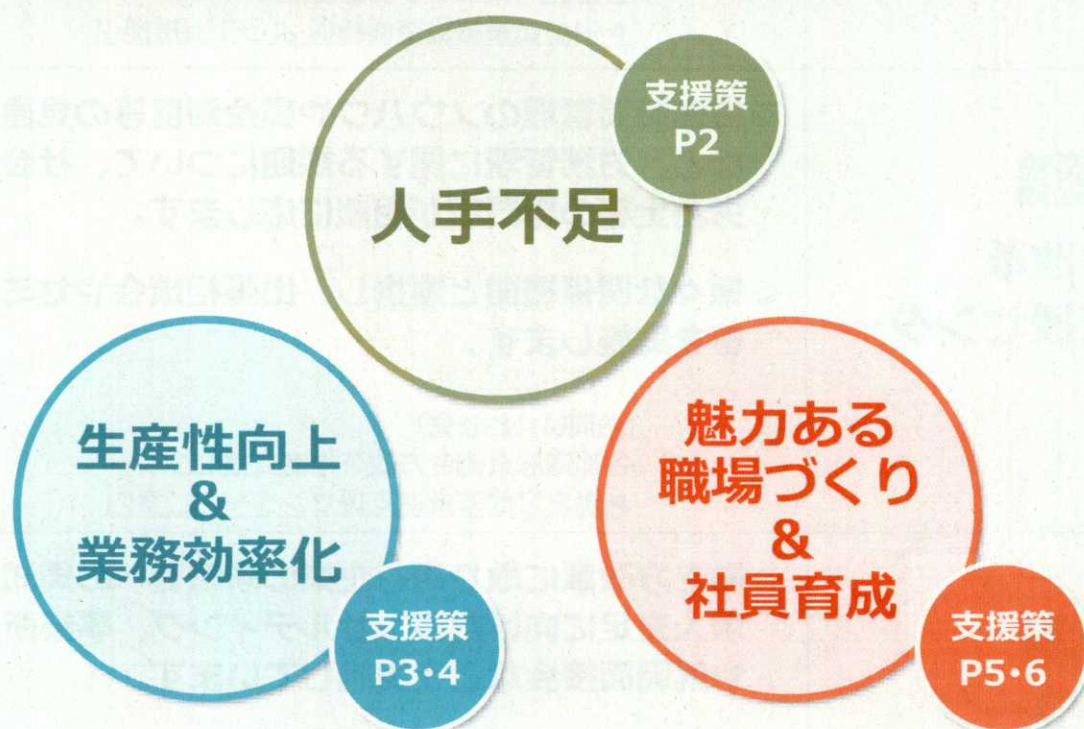 支援策
P2
人手不足
生産性向上
&
業務効率化
支援策
P3・4
魅力ある
職場づくり
&
社員育成
支援策
P5・6